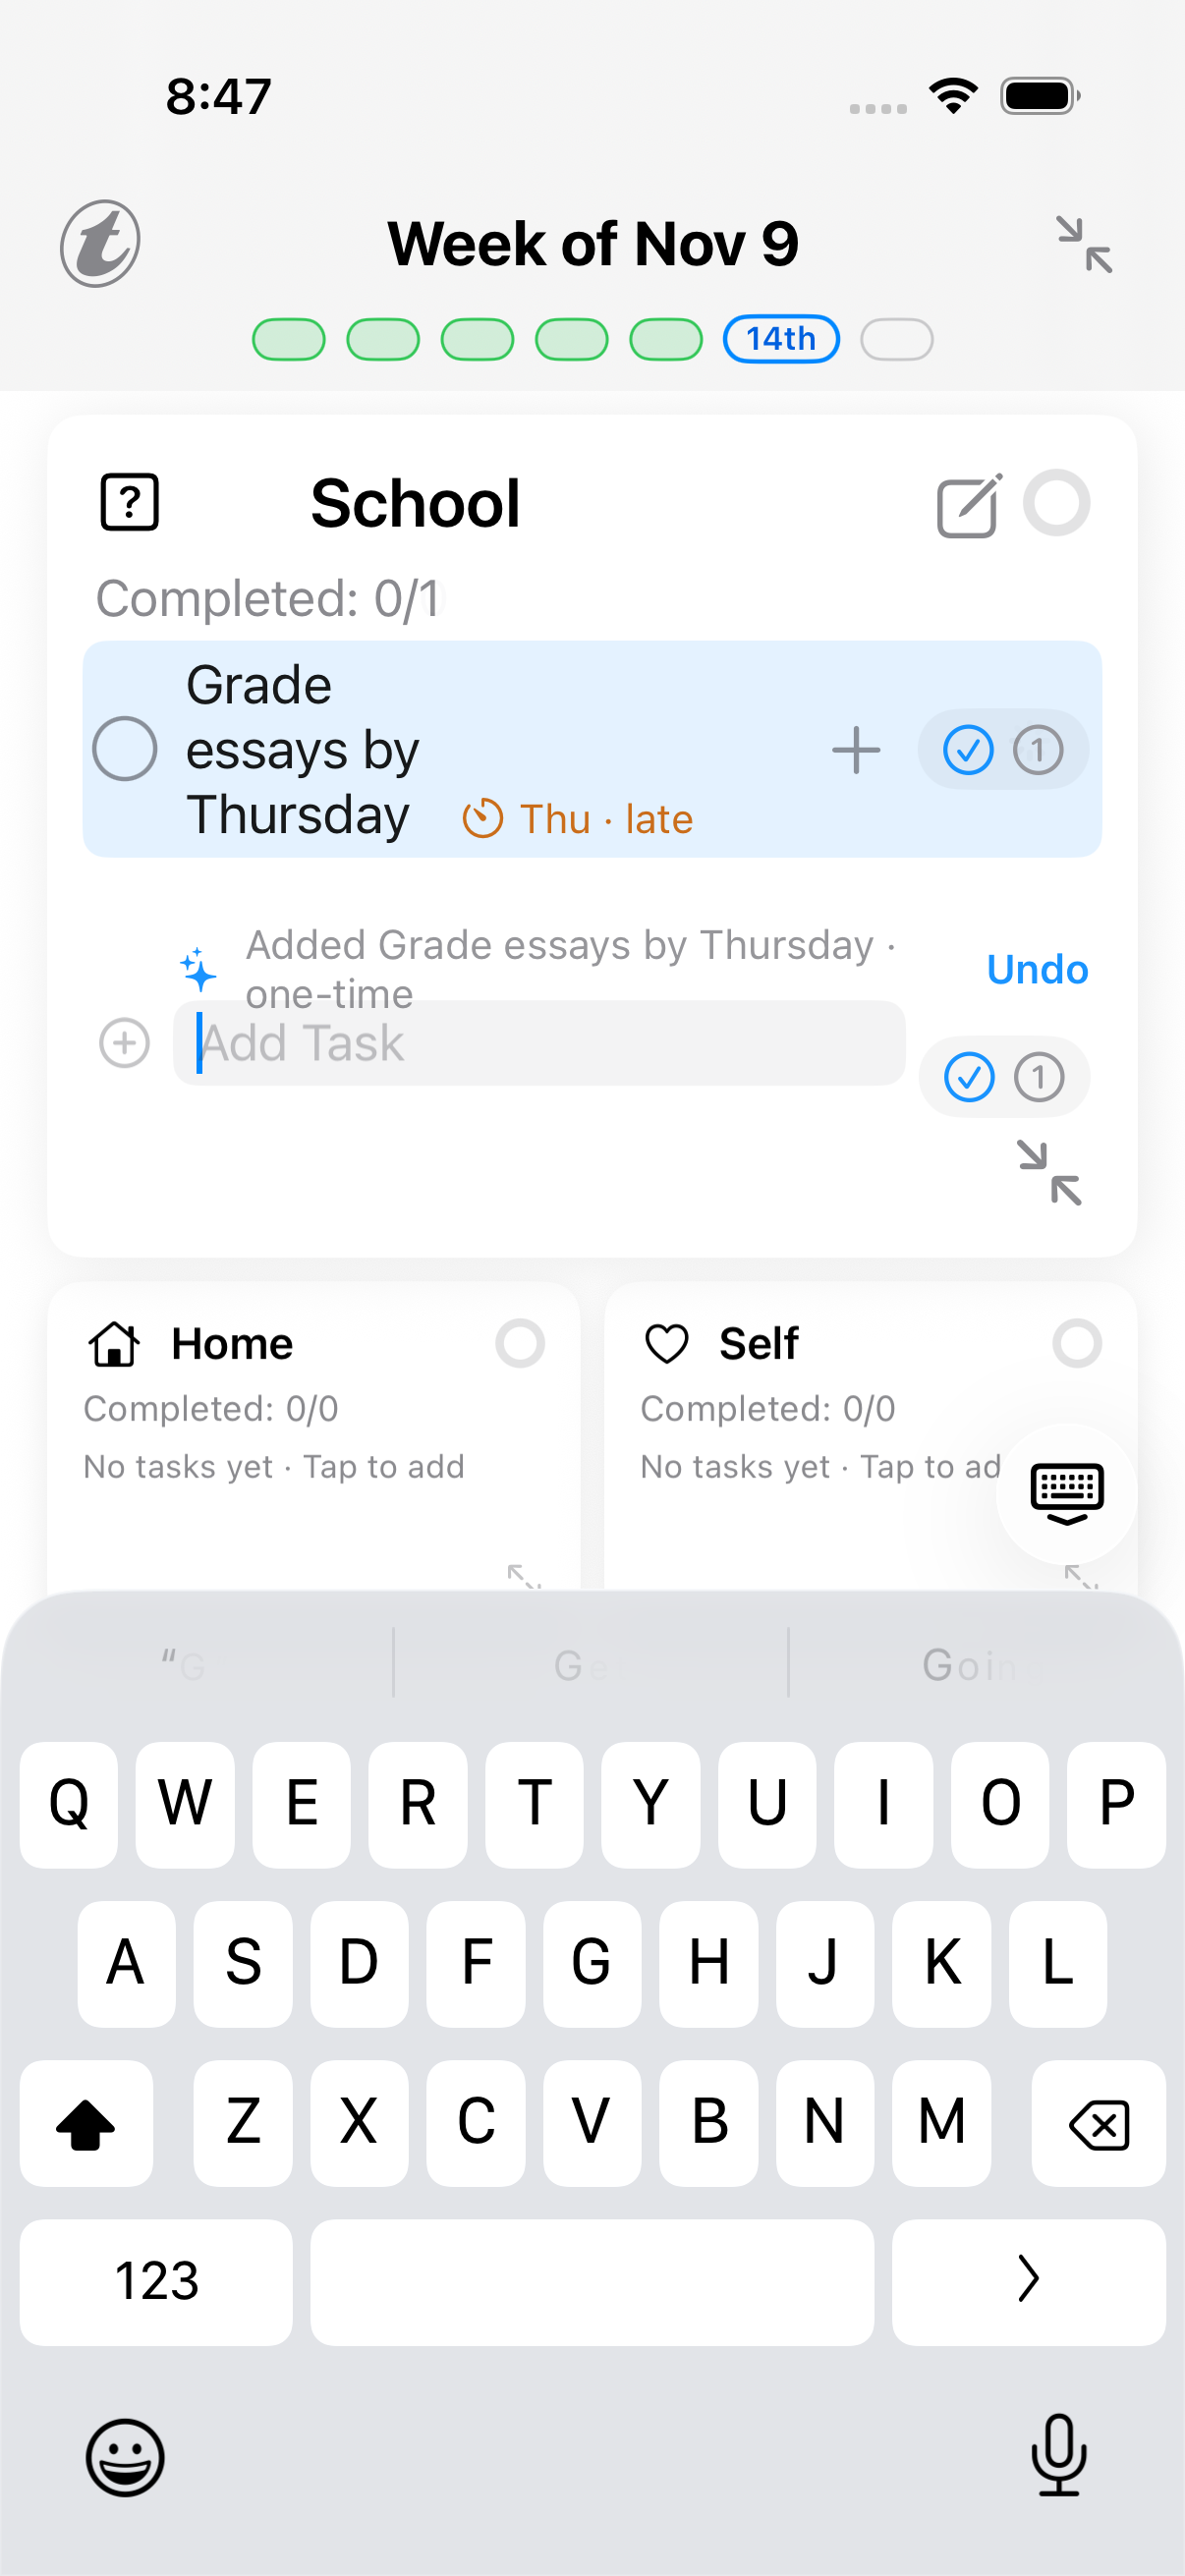 8:47
t
Week of Nov 9
14th
? School
Completed: 0/1
Grade
essays by
Thursday Thu · late
1
Added Grade essays by Thursday ·
one-time
Undo
Add Task
1
Home
Completed: 0/0
No tasks yet · Tap to add
Self
Completed: 0/0
No tasks yet · Tap to ad
Q W E R T Y U I O P
A S D F G H J K L
Z X C V B N M
123